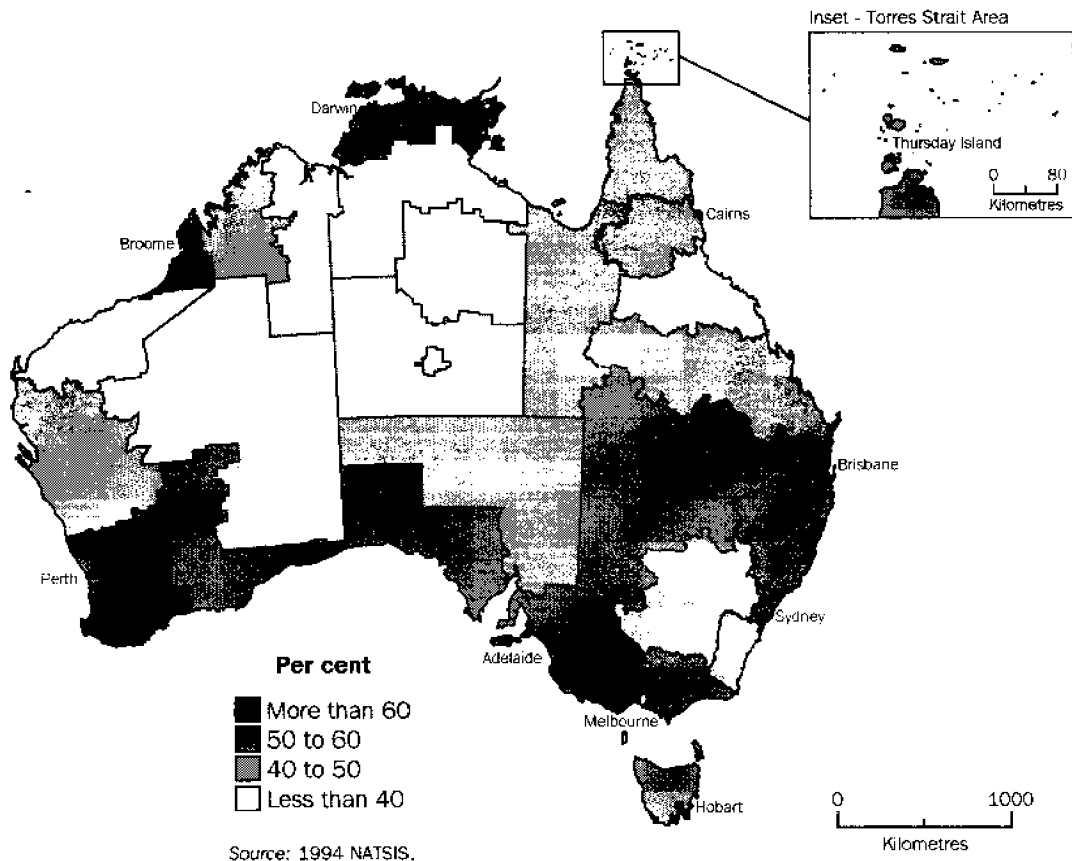 Inset - Torres Strait Area
Thursday Island
0 80
Kilometres
Darwin
Cairns
Broome
Brisbane
Perth
Sydney
Adelaide
Melbourne
Hobart
Per cent
More than 60
50 to 60
40 to 50
Less than 40
0 1000
Kilometres
Source: 1994 NATSIS.